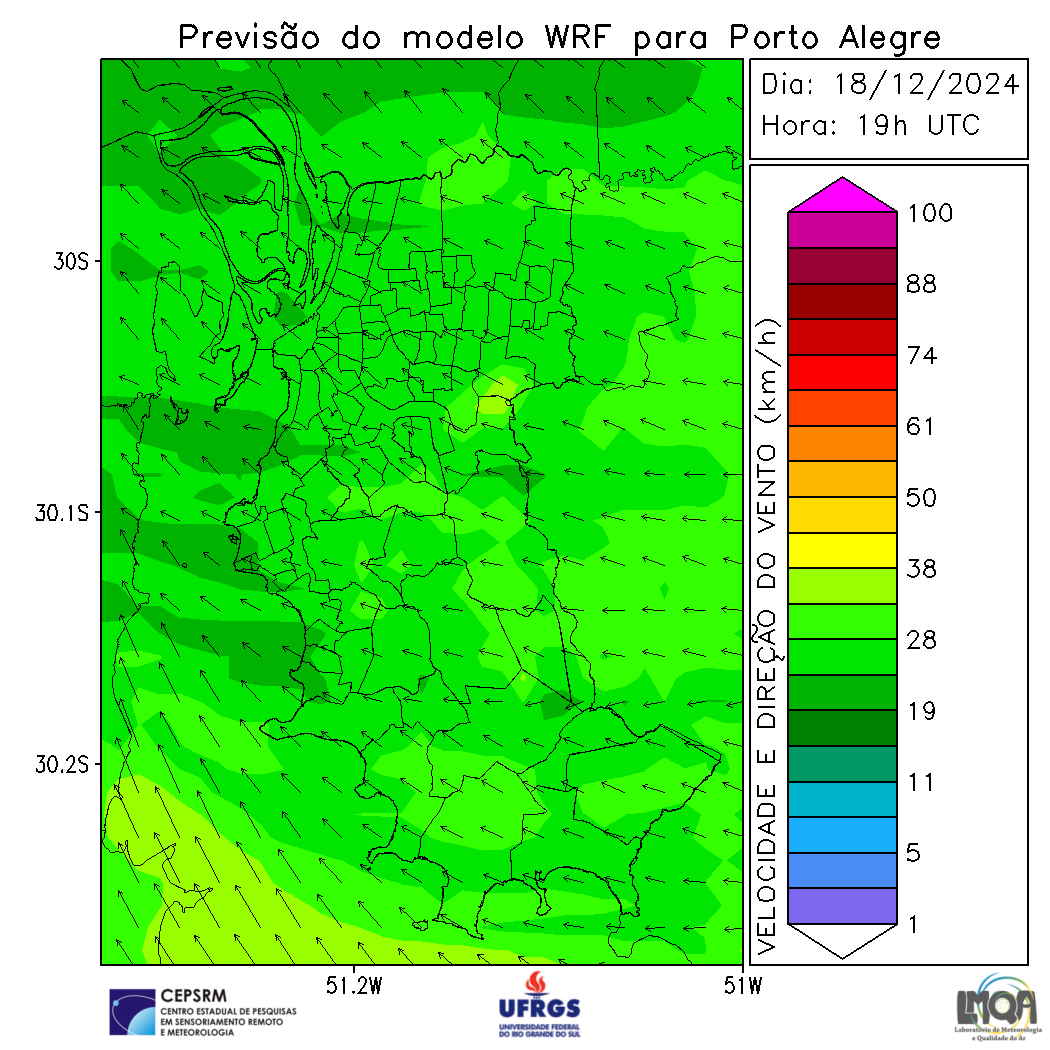 Previsão do modelo WRF para Porto Alegre
Dia: 18/12/2024
Hora: 19h UTC
30S
30.1S
30.2S
51.2W
51W
VELOCIDADE E DIREÇÃO DO VENTO (km/h)
100
88
74
61
50
38
28
19
11
5
1
CEPSRM
CENTRO ESTADUAL DE PESQUISAS
EM SENSORIAMENTO REMOTO
E METEOROLOGIA
UFRGS
UNIVERSIDADE FEDERAL
DO RIO GRANDE DO SUL
LMQA
Laboratório de Meteorologia
e Qualidade do Ar